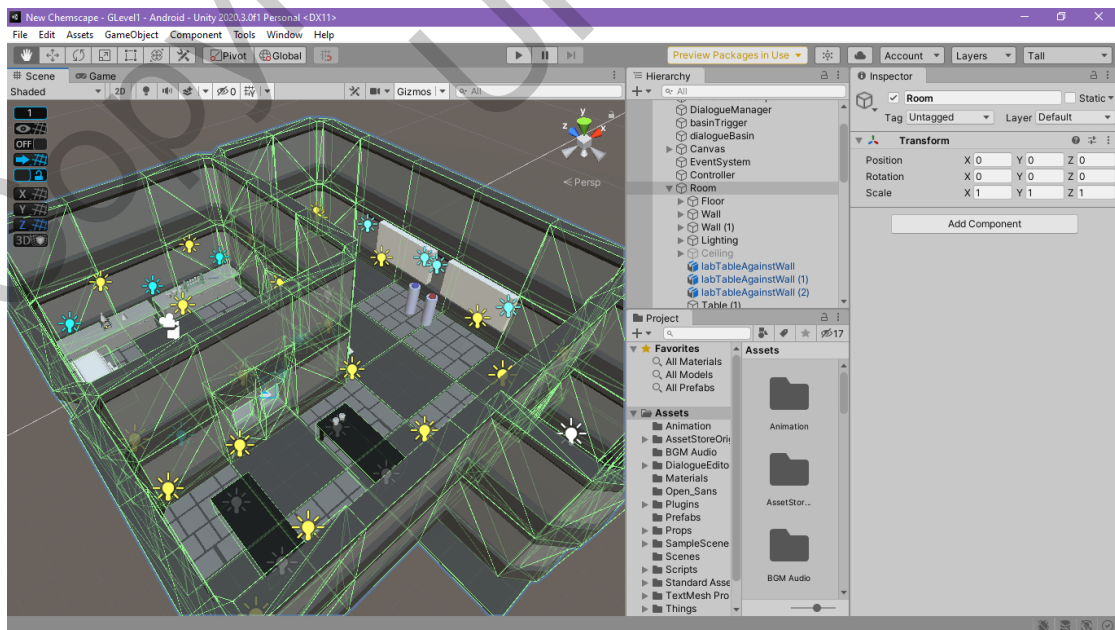 New Chemscape - GLevel1 - Android - Unity 2020.3.0f1 Personal <DX11>
File Edit Assets GameObject Component Tools Window Help
Pivot Global Preview Packages in Use Account Layers Tall
Scene Game
Shaded 2D 0 Gizmos All
1
OFF
X
Y
Z
3D
y
z x
Persp
Hierarchy
All
DialogueManager
basinTrigger
dialogueBasin
Canvas
EventSystem
Controller
Room
Floor
Wall
Wall (1)
Lighting
Ceiling
labTableAgainstWall
labTableAgainstWall (1)
labTableAgainstWall (2)
Table (1)
Project
17
Favorites
All Materials
All Models
All Prefabs
Assets
Animation
AssetStoreOri
BGM Audio
DialogueEdito
Materials
Open_Sans
Plugins
Prefabs
Props
SampleScene
Scenes
Scripts
Standard Asse
TextMesh Pro
Things
Assets
Animation
AssetStor...
BGM Audio
Inspector
Room Static
Tag Untagged Layer Default
Transform
Position X 0 Y 0 Z 0
Rotation X 0 Y 0 Z 0
Scale X 1 Y 1 Z 1
Add Component